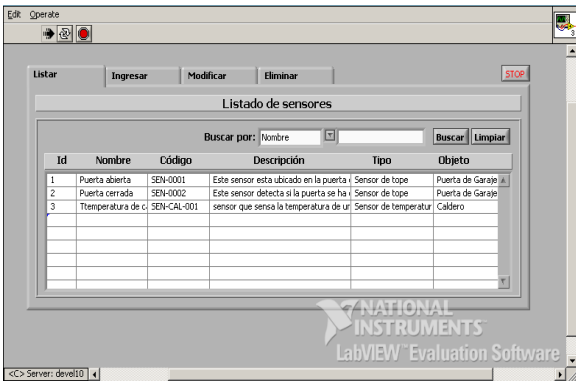 Edit Operate
3
Listar Ingresar Modificar Eliminar STOP
Listado de sensores
Buscar por: Nombre Buscar Limpiar
Id Nombre Código Descripción Tipo Objeto
1 Puerta abierta SEN-0001 Este sensor esta ubicado en la puerta Sensor de tope Puerta de Garaje
2 Puerta cerrada SEN-0002 Este sensor detecta si la puerta se ha Sensor de tope Puerta de Garaje
3 Ttemperatura de c SEN-CAL-001 sensor que sensa la temperatura de ur Sensor de temperatur Caldero
NATIONAL
INSTRUMENTS
LabVIEW™ Evaluation Software
<C> Server: devel10